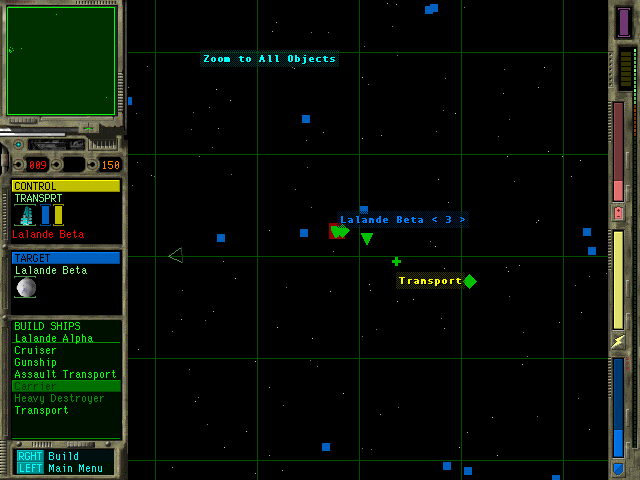 Zoom to All Objects
009
150
CONTROL
TRANSPRT
Lalande Beta
Lalande Beta < 3 >
TARGET
Lalande Beta
Transport
BUILD SHIPS
Lalande Alpha
Cruiser
Gunship
Assault Transport
Carrier
Heavy Destroyer
Transport
RGHT Build
LEFT Main Menu